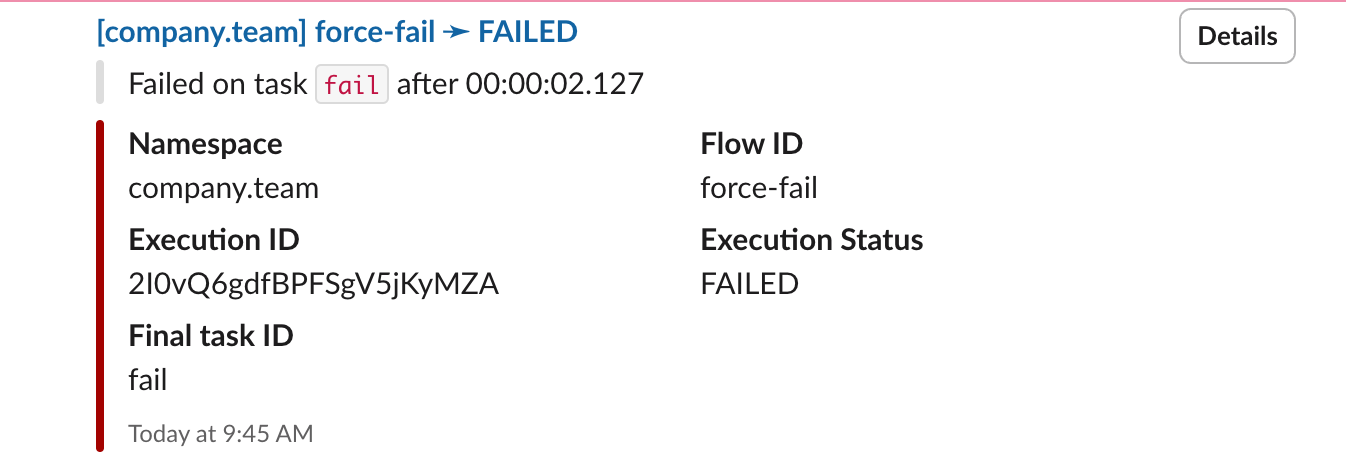 [company.team] force-fail ➛ FAILED
Details
Failed on task fail after 00:00:02.127
Namespace
company.team
Flow ID
force-fail
Execution ID
2I0vQ6gdfBPFSgV5jKyMZA
Execution Status
FAILED
Final task ID
fail
Today at 9:45 AM